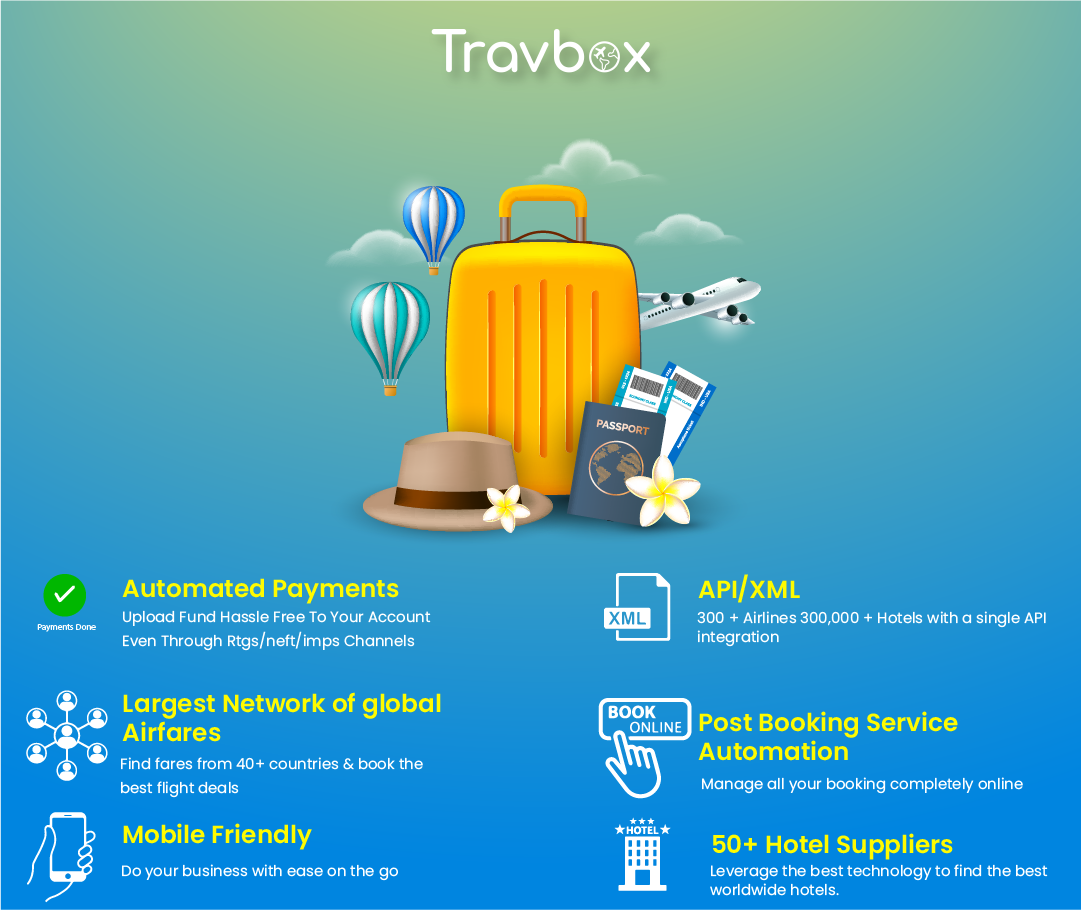 Travbox
PASSPORT
ECONOMY CLASS
Payments Done
Automated Payments
Upload Fund Hassle Free To Your Account
Even Through Rtgs/neft/imps Channels
XML
API/XML
300 + Airlines 300,000 + Hotels with a single API
integration
Largest Network of global
Airfares
Find fares from 40+ countries & book the
best flight deals
BOOK
ONLINE
Post Booking Service
Automation
Manage all your booking completely online
Mobile Friendly
Do your business with ease on the go
HOTEL
50+ Hotel Suppliers
Leverage the best technology to find the best
worldwide hotels.